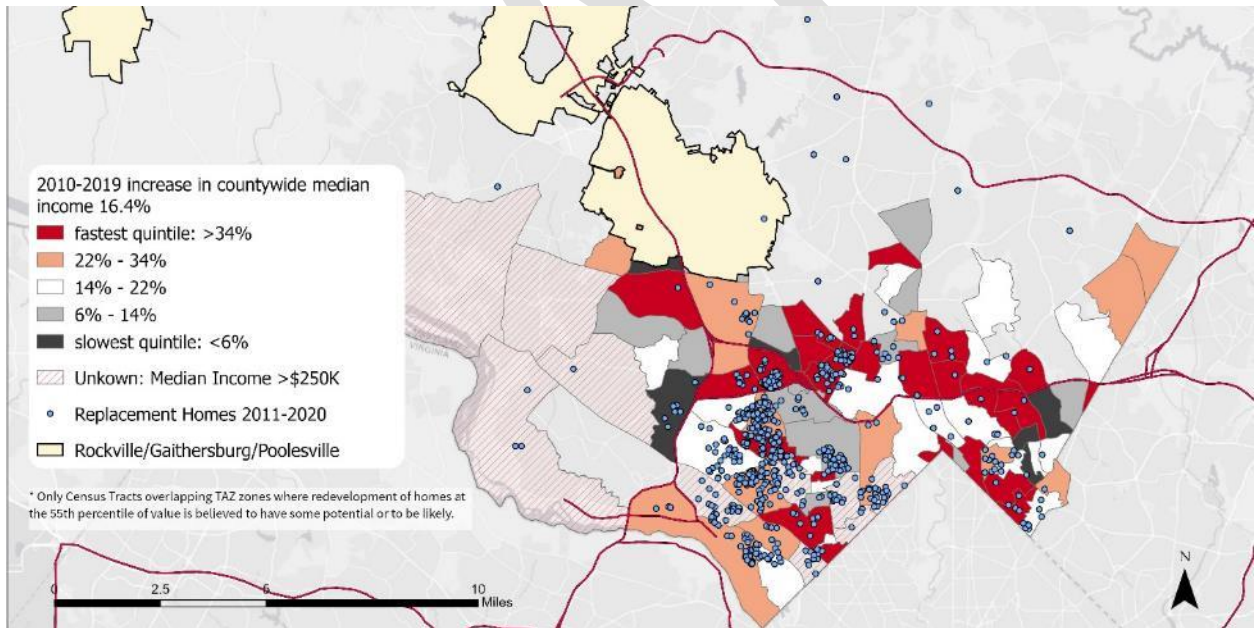 2010-2019 increase in countywide median
income 16.4%
fastest quintile: >34%
22% - 34%
14% - 22%
6% - 14%
slowest quintile: <6%
Unkown: Median Income >$250K
Replacement Homes 2011-2020
Rockville/Gaithersburg/Poolesville
* Only Census Tracts overlapping TAZ zones where redevelopment of homes at
the 55th percentile of value is believed to have some potential or to be likely.
VIRGINIA
N
0 2.5 5 10
Miles